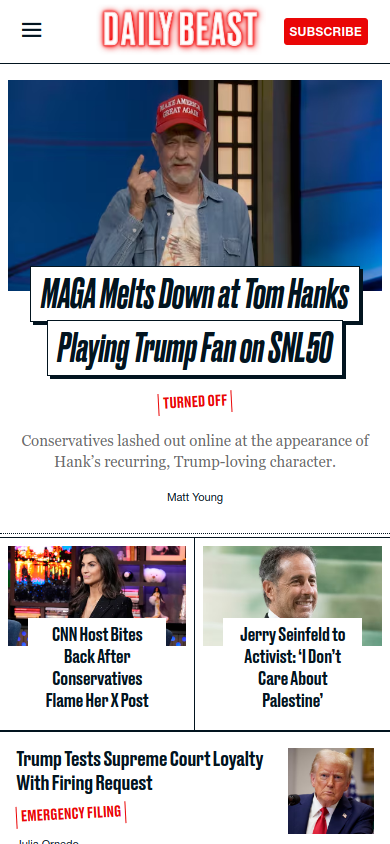 DAILY BEAST
SUBSCRIBE
MAKE AMERICA
GREAT AGAIN
MAGA Melts Down at Tom Hanks
Playing Trump Fan on SNL50
TURNED OFF
Conservatives lashed out online at the appearance of
Hank’s recurring, Trump-loving character.
Matt Young
CNN Host Bites
Back After
Conservatives
Flame Her X Post
Jerry Seinfeld to
Activist: ‘I Don’t
Care About
Palestine’
Trump Tests Supreme Court Loyalty
With Firing Request
EMERGENCY FILING
Julia Ornedo